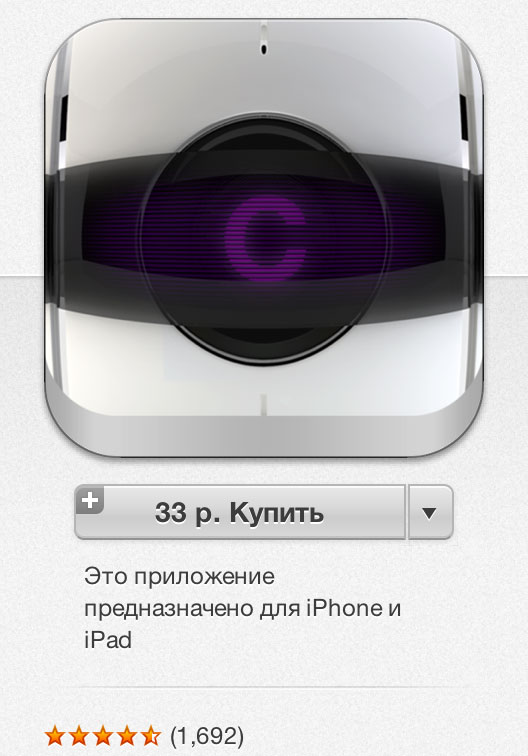 C
33 р. Купить
Это приложение
предназначено для iPhone и
iPad
(1,692)